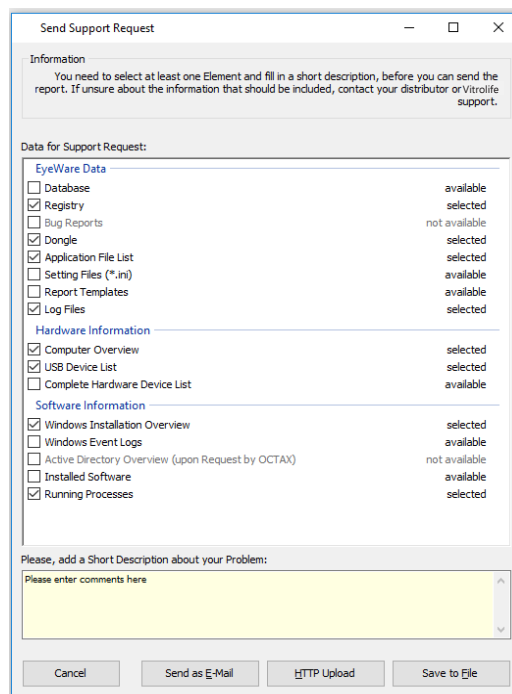 Send Support Request
Information
You need to select at least one Element and fill in a short description, before you can send the
report. If unsure about the information that should be included, contact your distributor or Vitrolife
support.
Data for Support Request:
EyeWare Data
Database available
Registry selected
Bug Reports not available
Dongle selected
Application File List selected
Setting Files (*.ini) available
Report Templates available
Log Files selected
Hardware Information
Computer Overview selected
USB Device List selected
Complete Hardware Device List available
Software Information
Windows Installation Overview selected
Windows Event Logs available
Active Directory Overview (upon Request by OCTAX) not available
Installed Software available
Running Processes selected
Please, add a Short Description about your Problem:
Please enter comments here
Cancel Send as E-Mail HTTP Upload Save to File